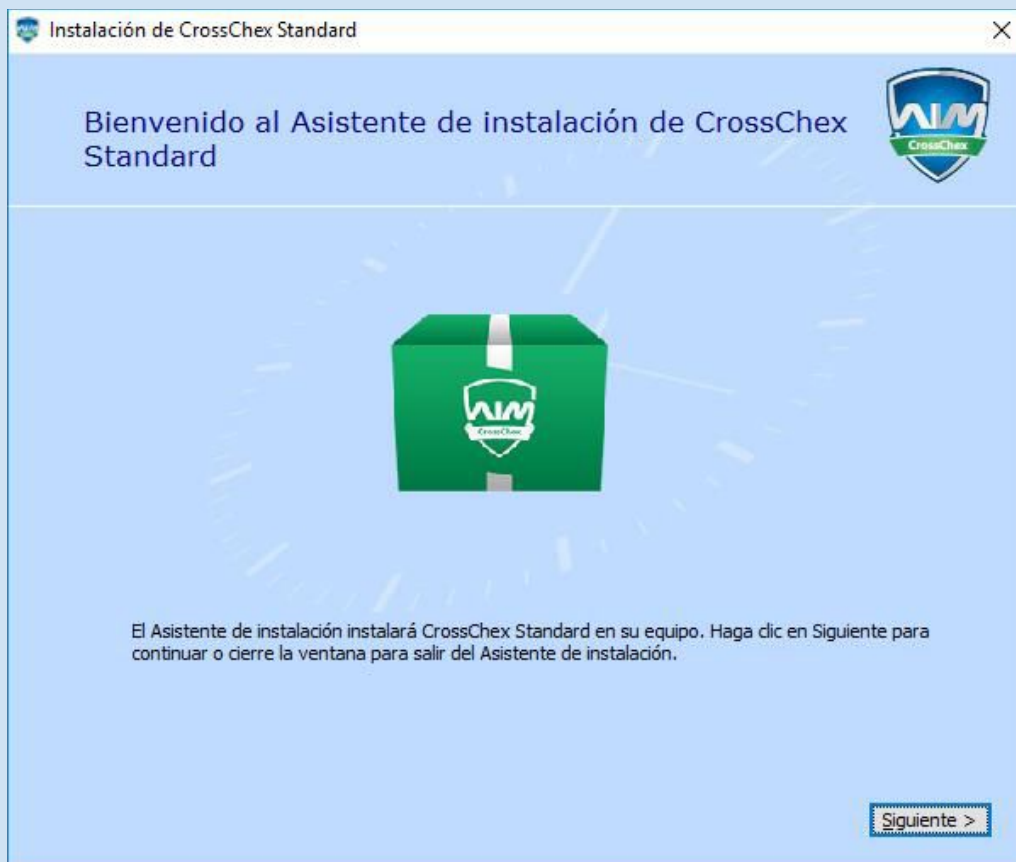 Instalación de CrossChex Standard
Bienvenido al Asistente de instalación de CrossChex
Standard
AIM
CrossChex
AIM
CrossChex
El Asistente de instalación instalará CrossChex Standard en su equipo. Haga clic en Siguiente para
continuar o cierre la ventana para salir del Asistente de instalación.
Siguiente >